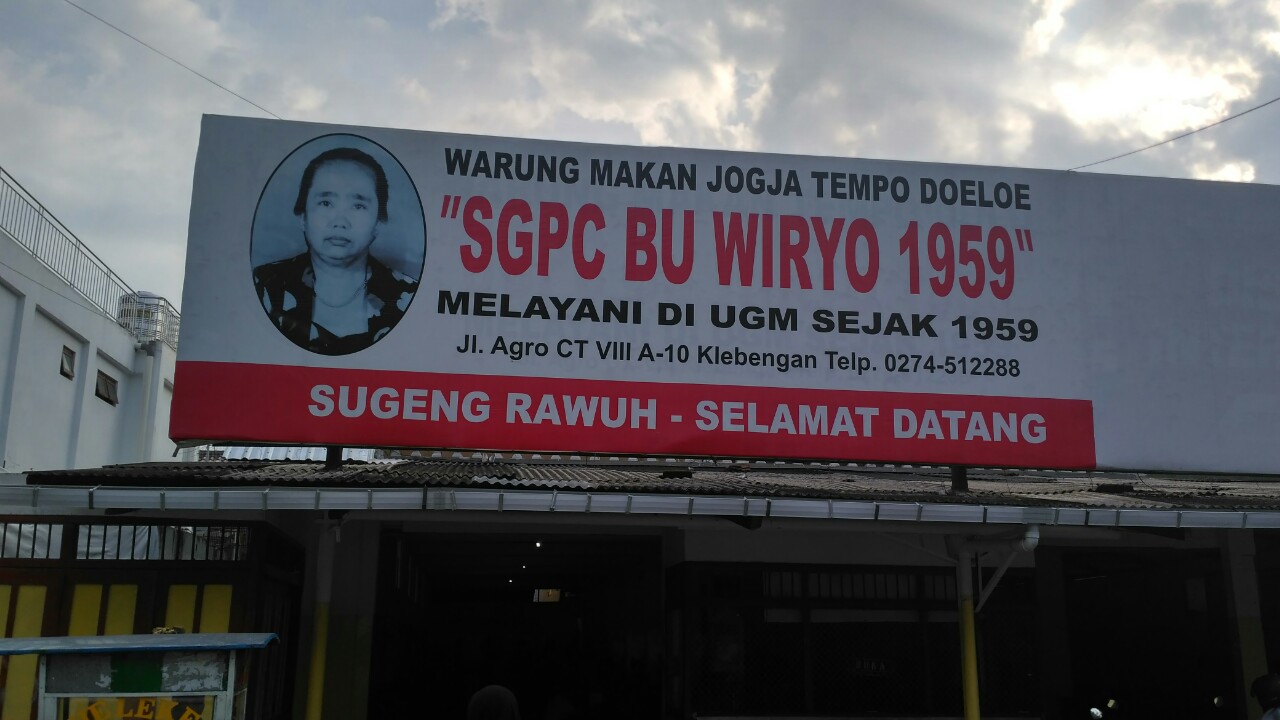 WARUNG MAKAN JOGJA TEMPO DOELOE
"SGPC BU WIRYO 1959"
MELAYANI DI UGM SEJAK 1959
Jl. Agro CT VIII A-10 Klebengan Telp. 0274-512288
SUGENG RAWUH - SELAMAT DATANG